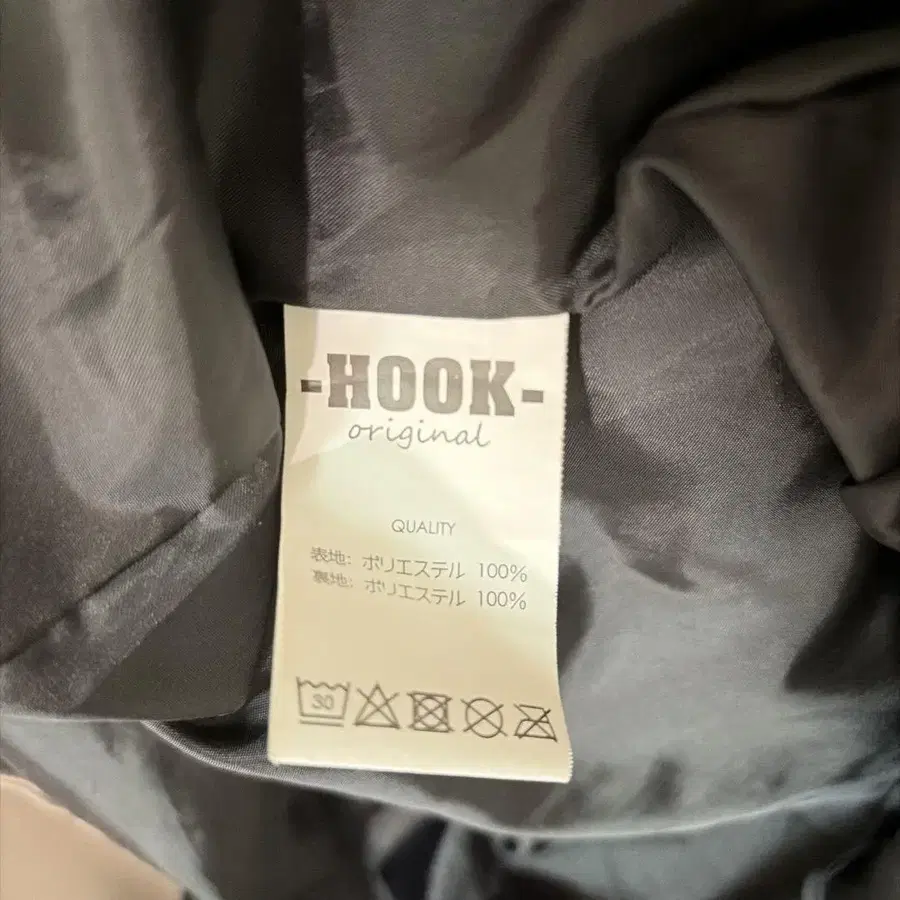 -HOOK-
original
QUALITY
表地: ポリエステル 100%
裏地: ポリエステル 100%
30